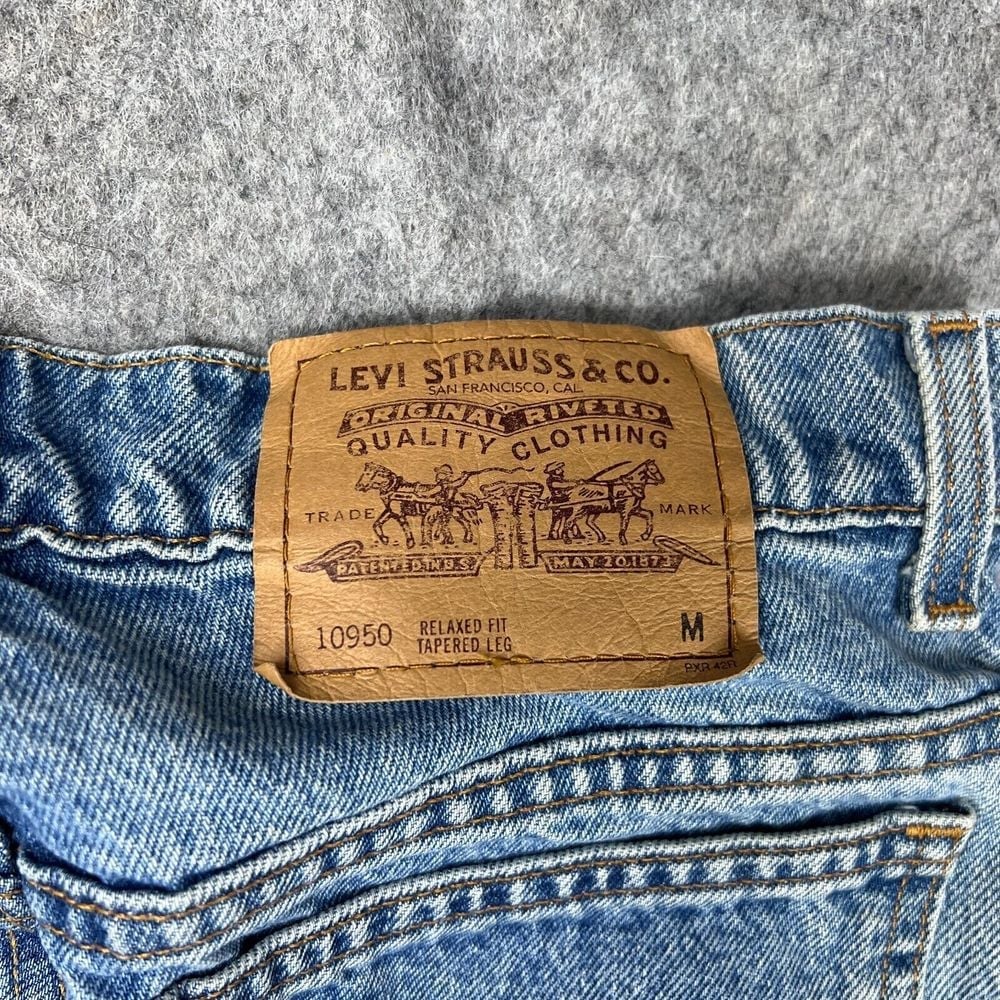 LEVI STRAUSS & CO.
SAN FRANCISCO, CAL.
ORIGINAL RIVETED
QUALITY CLOTHING
TRADE MARK
PATENTED IN U.S. MAY 20 1873
10950 RELAXED FIT M
TAPERED LEG